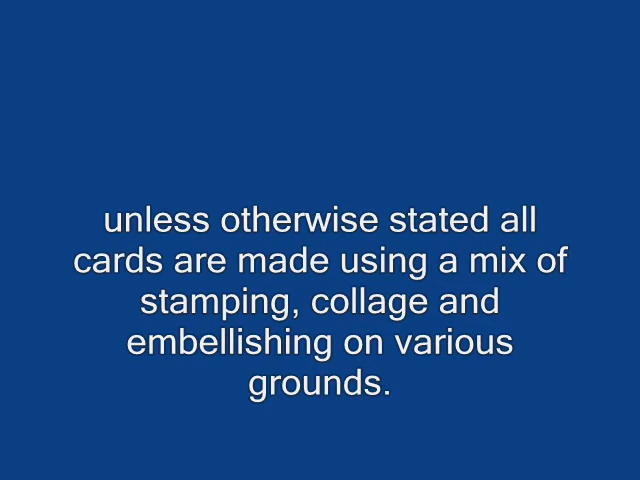 unless otherwise stated all
cards are made using a mix of
stamping, collage and
embellishing on various
grounds.